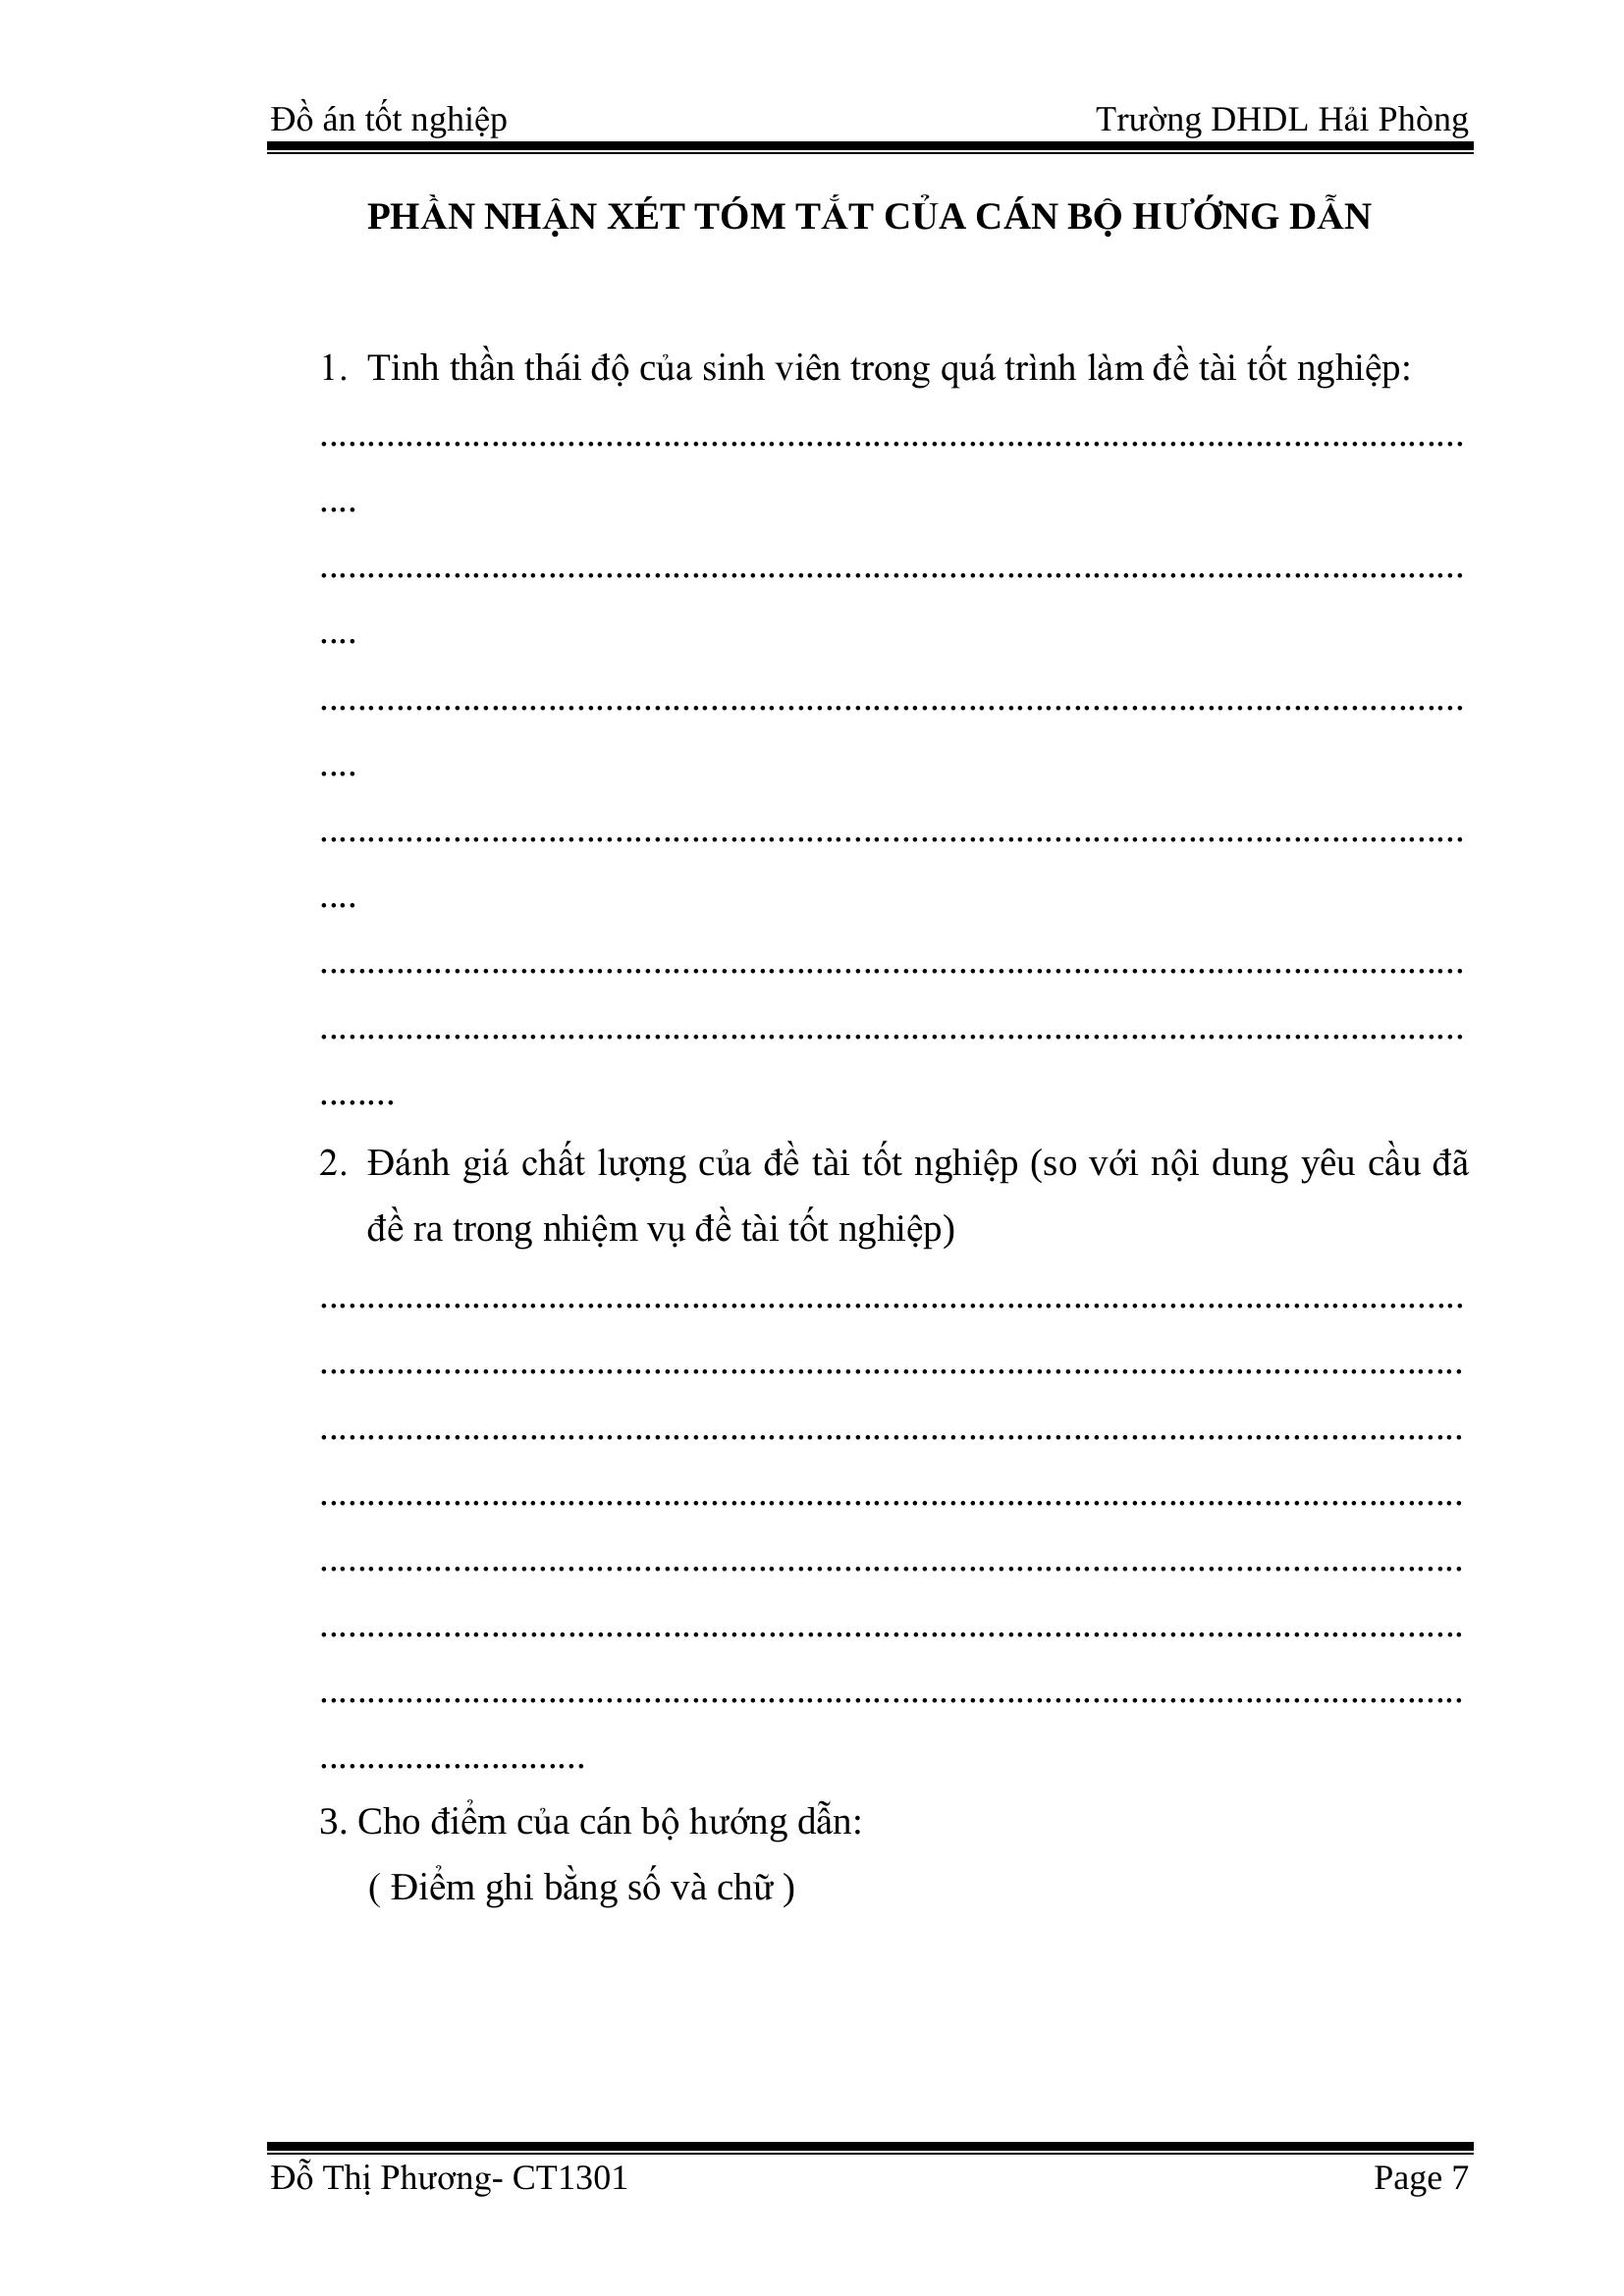 Đồ án tốt nghiệp Trường DHDL Hải Phòng
PHẦN NHẬN XÉT TÓM TẮT CỦA CÁN BỘ HƯỚNG DẪN
1. Tinh thần thái độ của sinh viên trong quá trình làm đề tài tốt nghiệp:
........................................................................................................................
....
........................................................................................................................
....
........................................................................................................................
....
........................................................................................................................
....
........................................................................................................................
........................................................................................................................
........
2. Đánh giá chất lượng của đề tài tốt nghiệp (so với nội dung yêu cầu đã
đề ra trong nhiệm vụ đề tài tốt nghiệp)
........................................................................................................................
........................................................................................................................
........................................................................................................................
........................................................................................................................
........................................................................................................................
........................................................................................................................
........................................................................................................................
............................
3. Cho điểm của cán bộ hướng dẫn:
( Điểm ghi bằng số và chữ )
Đỗ Thị Phương- CT1301 Page 7